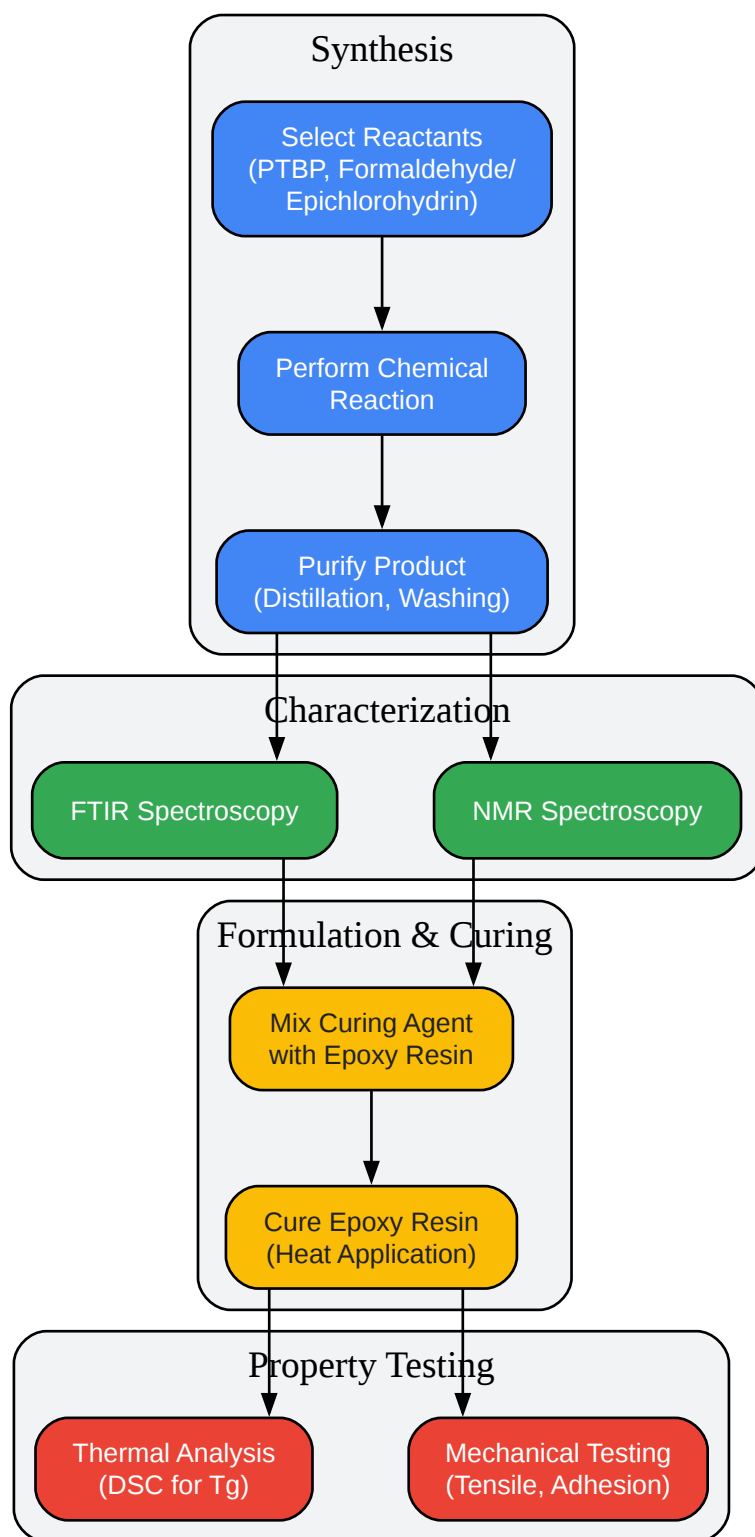 Synthesis
Select Reactants
(PTBP, Formaldehyde/
Epichlorohydrin)
Perform Chemical
Reaction
Purify Product
(Distillation, Washing)
Characterization
FTIR Spectroscopy
NMR Spectroscopy
Formulation & Curing
Mix Curing Agent
with Epoxy Resin
Cure Epoxy Resin
(Heat Application)
Property Testing
Thermal Analysis
(DSC for Tg)
Mechanical Testing
(Tensile, Adhesion)